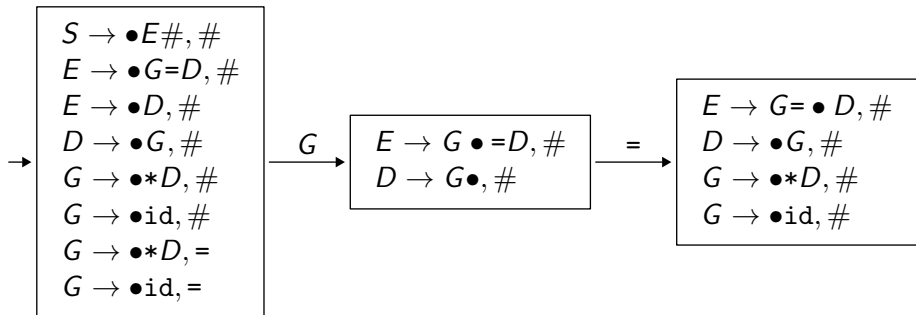 S → •E#, #
E → •G=D, #
E → •D, #
D → •G, #
G → •*D, #
G → •id, #
G → •*D, =
G → •id, =
G
E → G • =D, #
D → G•, #
=
E → G= • D, #
D → •G, #
G → •*D, #
G → •id, #